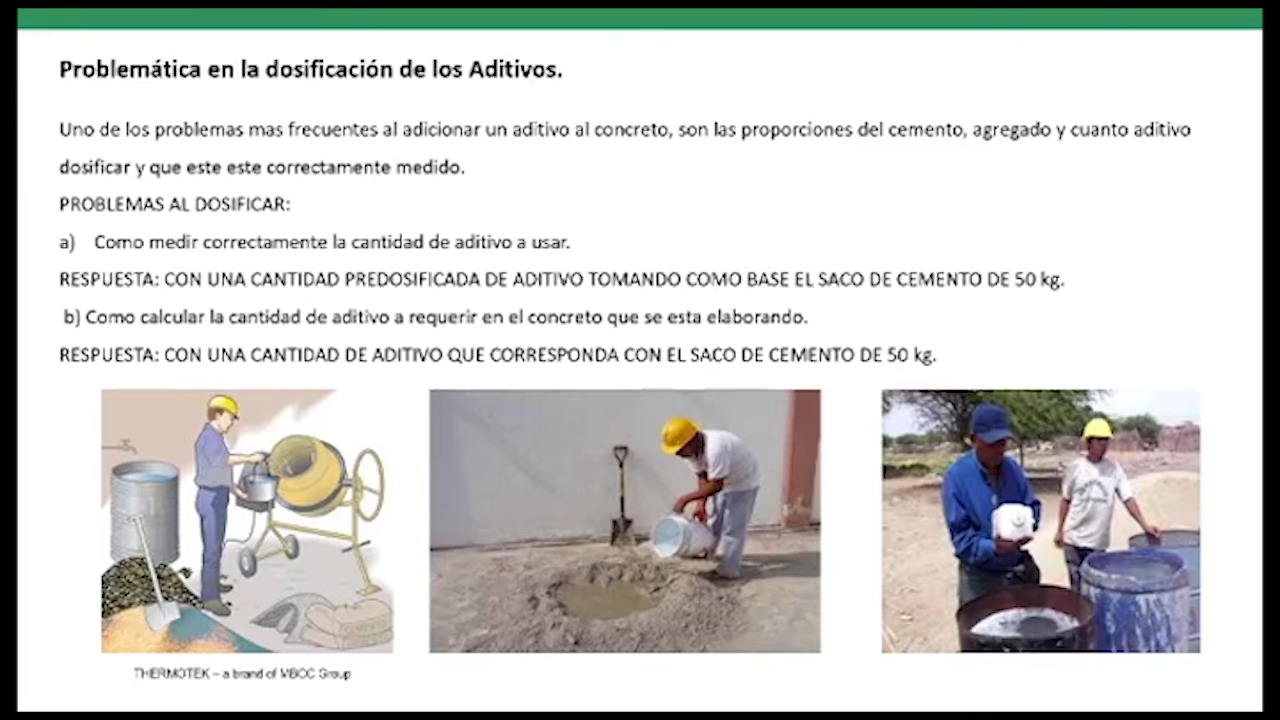 Problemática en la dosificación de los Aditivos.
Uno de los problemas mas frecuentes al adicionar un aditivo al concreto, son las proporciones del cemento, agregado y cuanto aditivo
dosificar y que este este correctamente medido.
PROBLEMAS AL DOSIFICAR:
a) Como medir correctamente la cantidad de aditivo a usar.
RESPUESTA: CON UNA CANTIDAD PREDOSIFICADA DE ADITIVO TOMANDO COMO BASE EL SACO DE CEMENTO DE 50 kg.
b) Como calcular la cantidad de aditivo a requerir en el concreto que se esta elaborando.
RESPUESTA: CON UNA CANTIDAD DE ADITIVO QUE CORRESPONDA CON EL SACO DE CEMENTO DE 50 kg.
THERMOTEK – a brand of MBCC Group